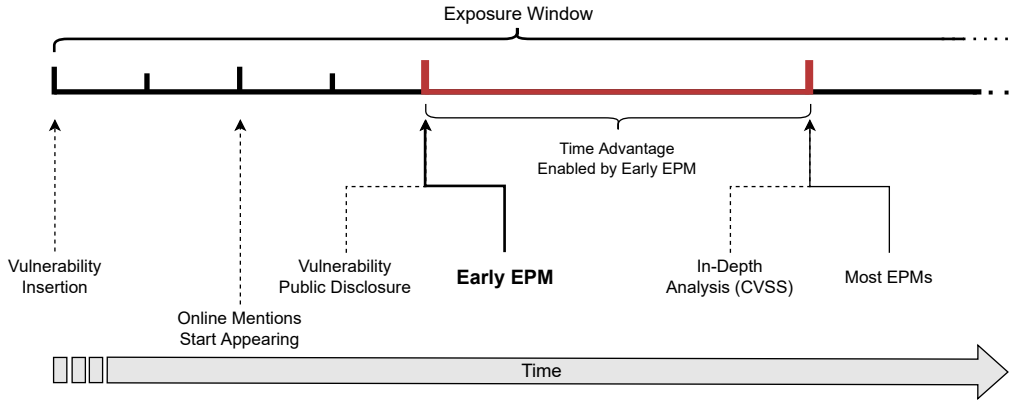 Exposure Window
Time Advantage
Enabled by Early EPM
Vulnerability
Insertion
Online Mentions
Start Appearing
Vulnerability
Public Disclosure
Early EPM
In-Depth
Analysis (CVSS)
Most EPMs
Time